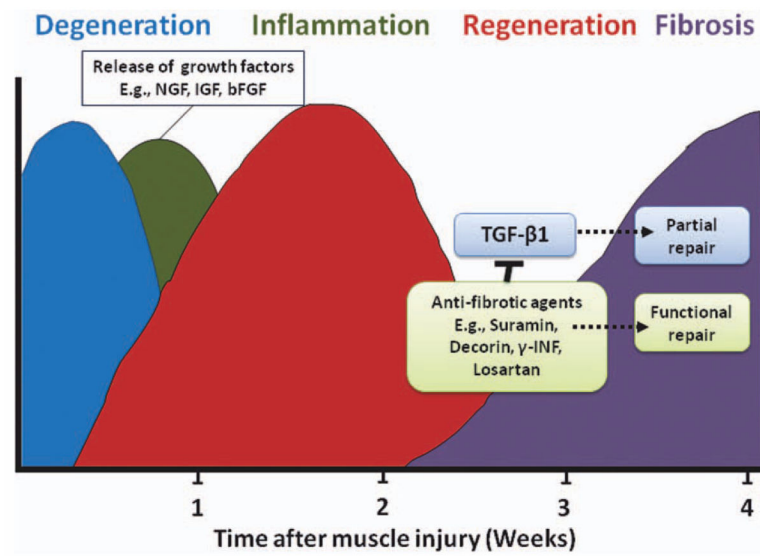 Degeneration Inflammation Regeneration Fibrosis
Release of growth factors
E.g., NGF, IGF, bFGF
TGF-β1
Partial
repair
Anti-fibrotic agents
E.g., Suramin,
Decorin, γ-INF,
Losartan
Functional
repair
1 2 3 4
Time after muscle injury (Weeks)